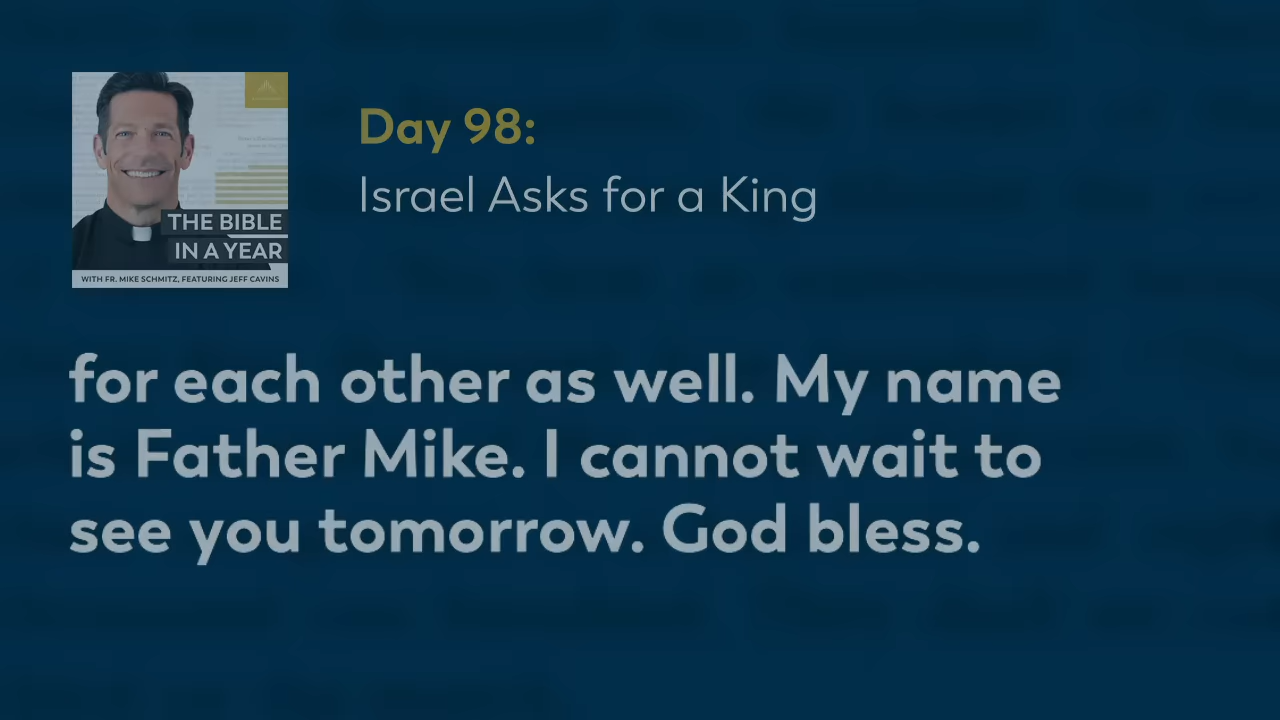 Day 98:
Israel Asks for a King
THE BIBLE
IN A YEAR
WITH FR. MIKE SCHMITZ, FEATURING JEFF CAVINS
for each other as well. My name
is Father Mike. I cannot wait to
see you tomorrow. God bless.